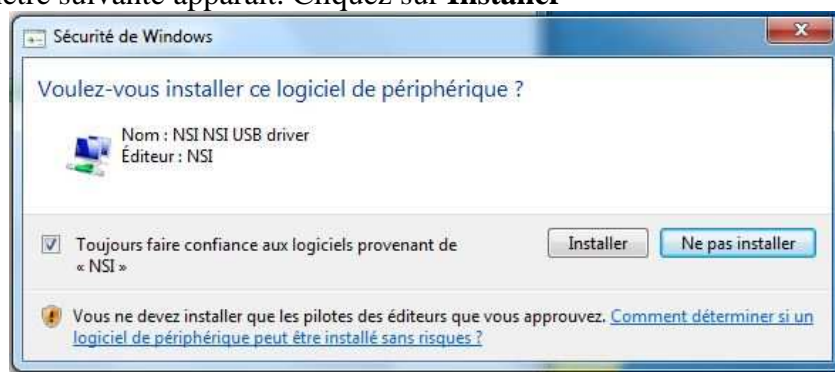 être suivante apparaît. Cliquez sur Installer
Sécurité de Windows
Voulez-vous installer ce logiciel de périphérique ?
Nom : NSI NSI USB driver
Éditeur : NSI
Toujours faire confiance aux logiciels provenant de
« NSI »
Installer
Ne pas installer
Vous ne devez installer que les pilotes des éditeurs que vous approuvez. Comment déterminer si un
logiciel de périphérique peut être installé sans risques ?